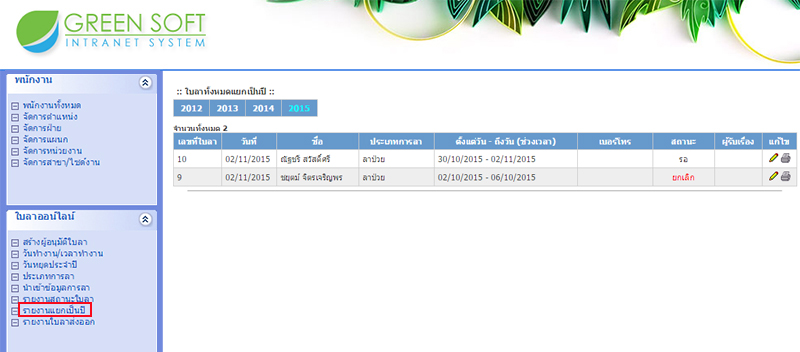 GREEN SOFT
INTRANET SYSTEM
พนักงาน
พนักงานทั้งหมด
จัดการตำแหน่ง
จัดการฝ่าย
จัดการแผนก
จัดการหน่วยงาน
จัดการสาขา/ไซด์งาน
ใบลาออนไลน์
สร้างผู้อนุมัติใบลา
วันทำงาน/เวลาทำงาน
วันหยุดประจำปี
ประเภทการลา
นำเข้าข้อมูลการลา
รายงานสถานะใบลา
รายงานแยกเป็นปี
รายงานใบลาส่งออก
:: ใบลาทั้งหมดแยกเป็นปี ::
2012 2013 2014 2015
จำนวนทั้งหมด 2
เลขที่ใบลา วันที่ ชื่อ ประเภทการลา ตั้งแต่วัน - ถึงวัน (ช่วงเวลา) เบอร์โทร สถานะ ผู้รับเรื่อง แก้ไข
10 02/11/2015 ณัฐบริ สวัสดิ์ศรี ลาป่วย 30/10/2015 - 02/11/2015 รอ
9 02/11/2015 ชยุตม์ จิตรเจริญพร ลาป่วย 02/10/2015 - 06/10/2015 ยกเลิก